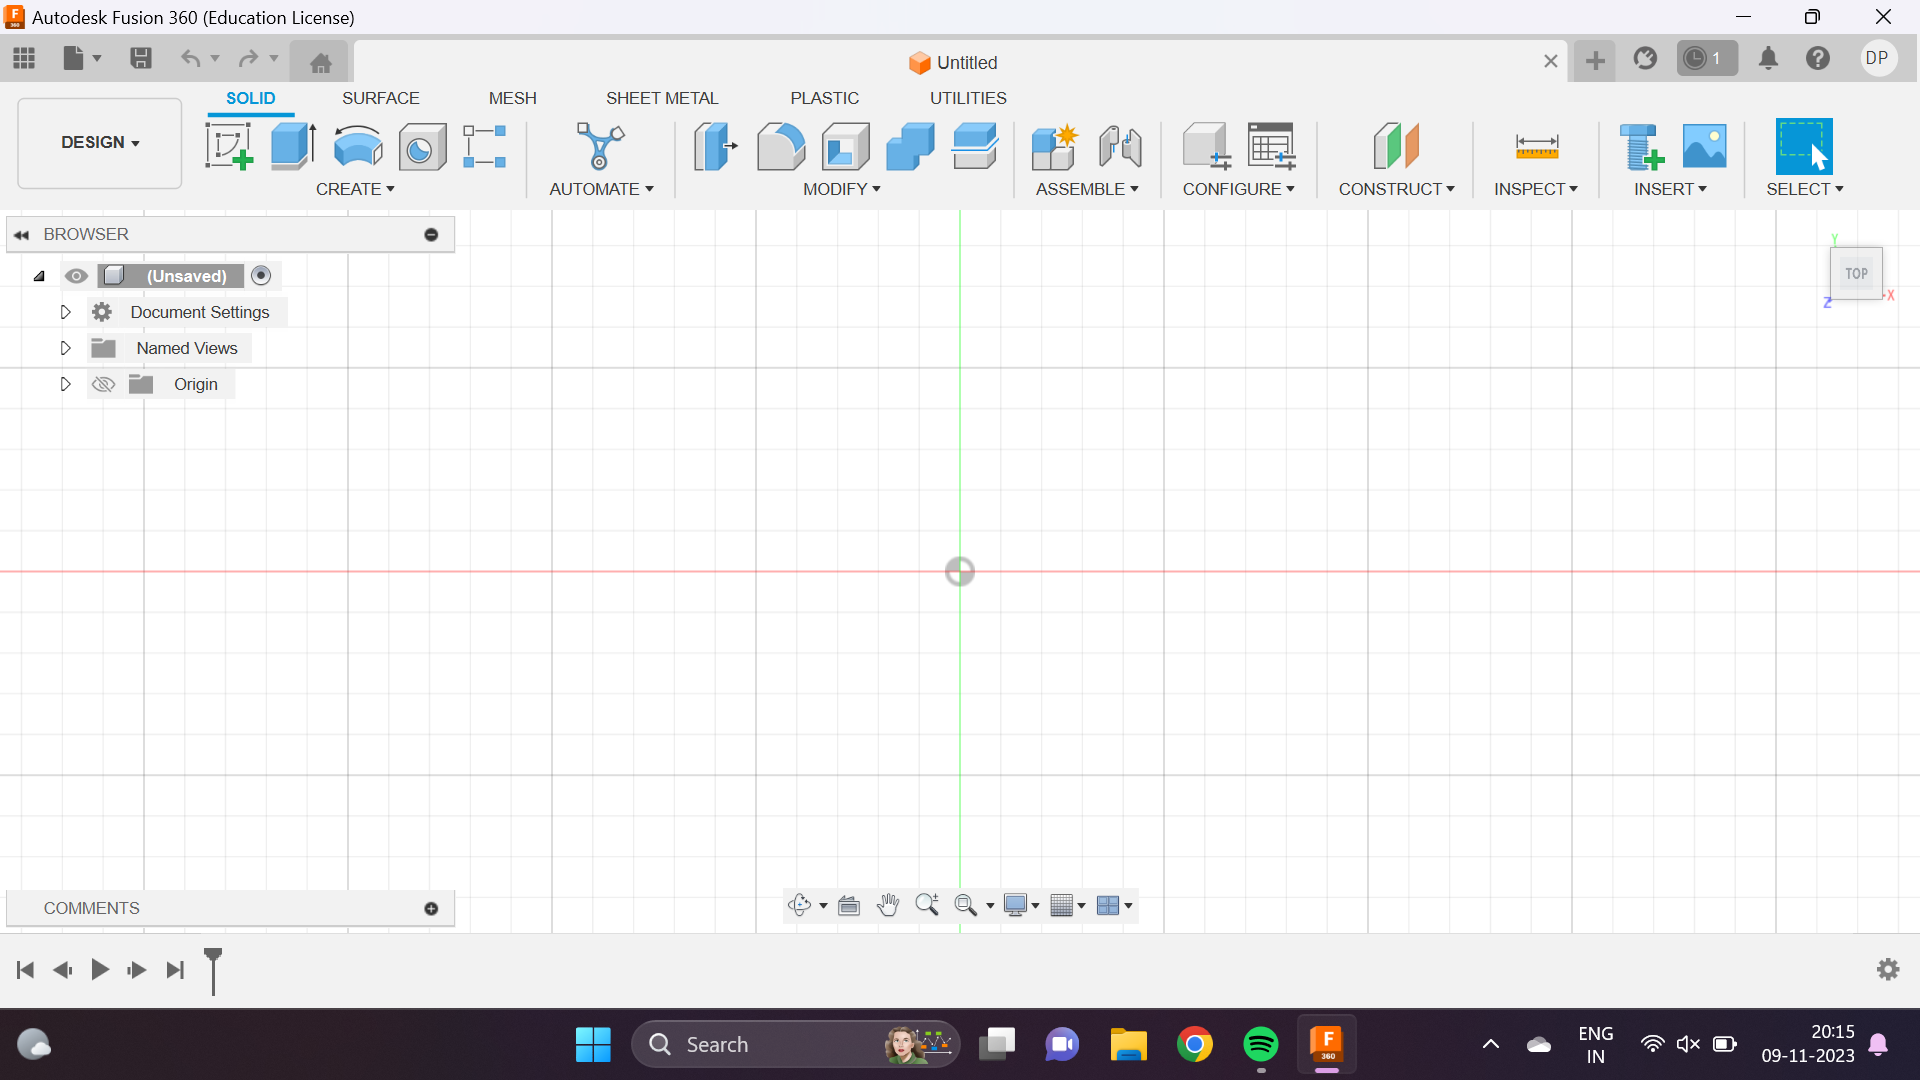 Autodesk Fusion 360 (Education License)
Untitled
1
DP
SOLID
SURFACE
MESH
SHEET METAL
PLASTIC
UTILITIES
DESIGN
CREATE
AUTOMATE
MODIFY
ASSEMBLE
CONFIGURE
CONSTRUCT
INSPECT
INSERT
SELECT
BROWSER
(Unsaved)
Document Settings
Named Views
Origin
Y
TOP
Z
X
COMMENTS
Search
F
360
ENG
IN
20:15
09-11-2023